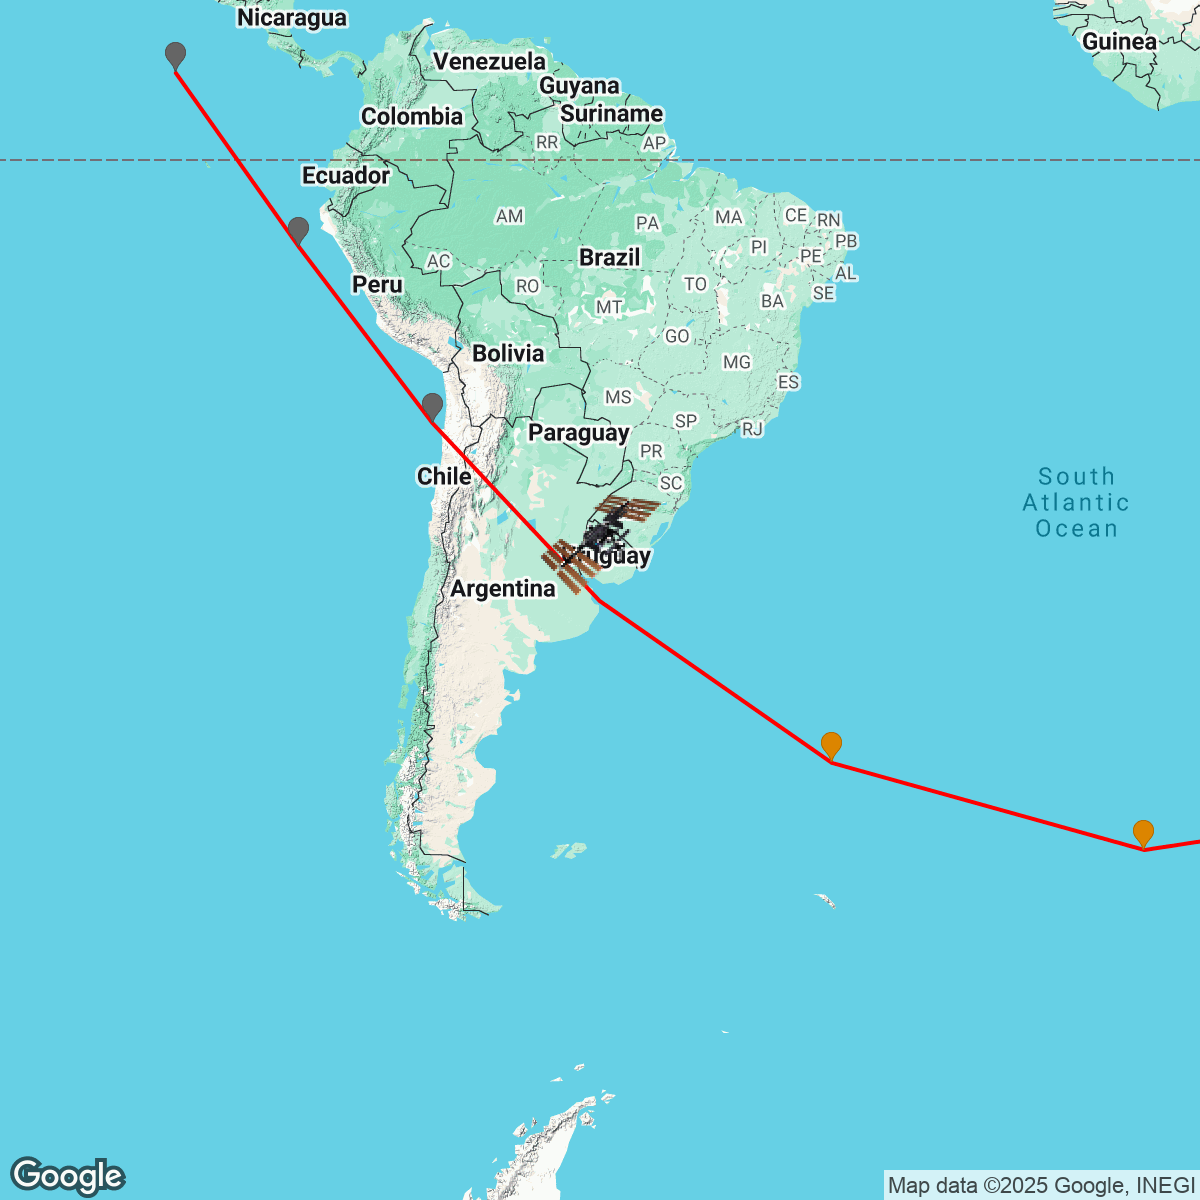 Nicaragua
Guinea
Venezuela
Guyana
Colombia
Suriname
RR
AP
Ecuador
AM
PA
MA
CE
RN
PI
PB
PE
AC
Brazil
AL
Peru
RO
TO
SE
MT
BA
GO
Bolivia
MG
MS
ES
SP
RJ
Paraguay
PR
Chile
SC
South
Atlantic
Ocean
uguay
Argentina
Google
Map data ©2025 Google, INEGI